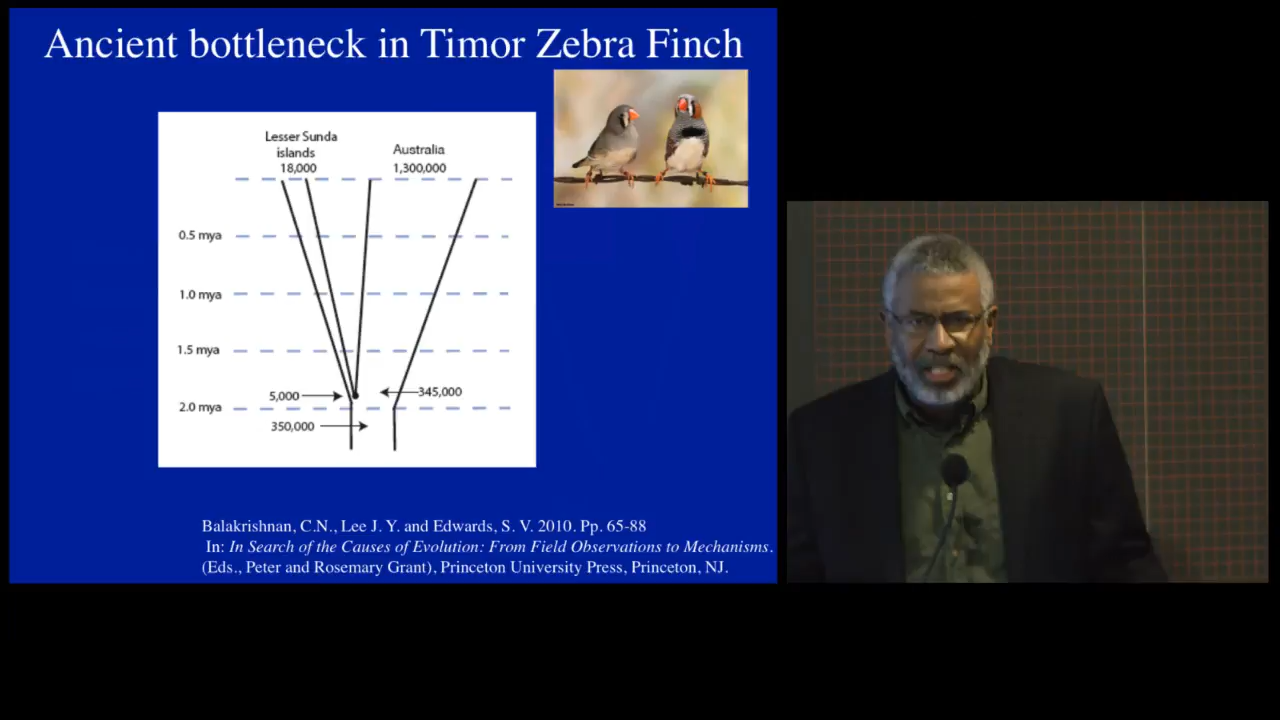 Ancient bottleneck in Timor Zebra Finch
Lesser Sunda
islands
18,000
Australia
1,300,000
0.5 mya
1.0 mya
1.5 mya
5,000
345,000
2.0 mya
350,000
Balakrishnan, C.N., Lee J. Y. and Edwards, S. V. 2010. Pp. 65-88
In: In Search of the Causes of Evolution: From Field Observations to Mechanisms.
(Eds., Peter and Rosemary Grant), Princeton University Press, Princeton, NJ.